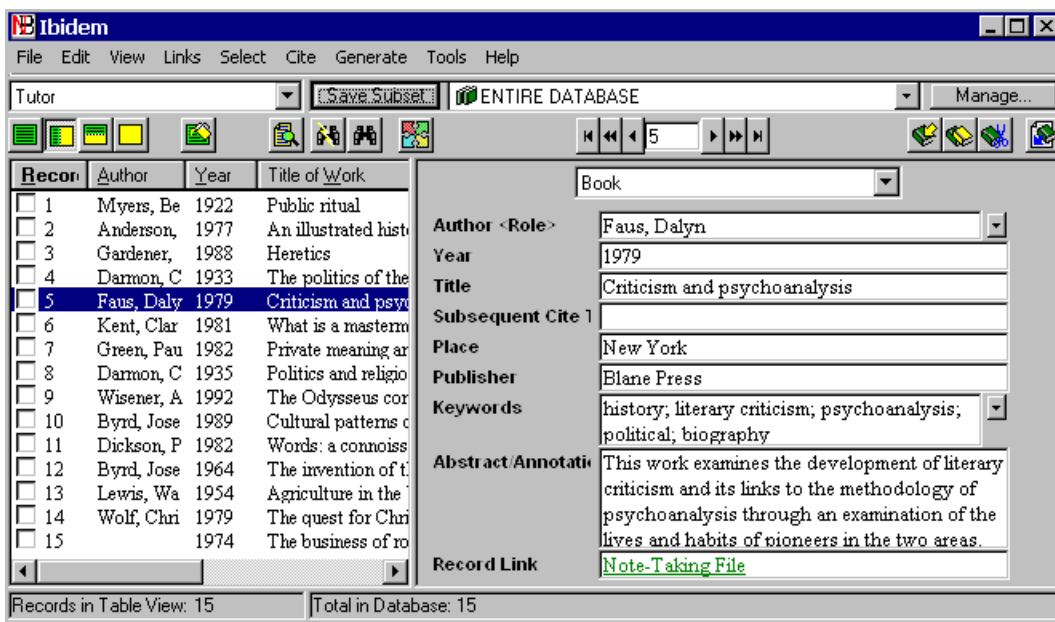 NB Ibidem
File Edit View Links Select Cite Generate Tools Help
Tutor Save Subset ENTIRE DATABASE Manage...
5
Recor Author Year Title of Work
1 Myers, Be 1922 Public ritual
2 Anderson, 1977 An illustrated hist
3 Gardener, 1988 Heretics
4 Darmon, C 1933 The politics of the
5 Faus, Daly 1979 Criticism and psy
6 Kent, Clar 1981 What is a masterm
7 Green, Pau 1982 Private meaning ar
8 Darmon, C 1935 Politics and religio
9 Wisener, A 1992 The Odysseus cor
10 Byrd, Jose 1989 Cultural patterns o
11 Dickson, P 1982 Words: a connoiss
12 Byrd, Jose 1964 The invention of t
13 Lewis, Wa 1954 Agriculture in the
14 Wolf, Chri 1979 The quest for Chri
15 1974 The business of ro
Book
Author <Role> Faus, Dalyn
Year 1979
Title Criticism and psychoanalysis
Subsequent Cite T
Place New York
Publisher Blane Press
Keywords history; literary criticism; psychoanalysis;
political; biography
Abstract/Annotatio This work examines the development of literary
criticism and its links to the methodology of
psychoanalysis through an examination of the
lives and habits of pioneers in the two areas.
Record Link Note-Taking File
Records in Table View: 15 Total in Database: 15